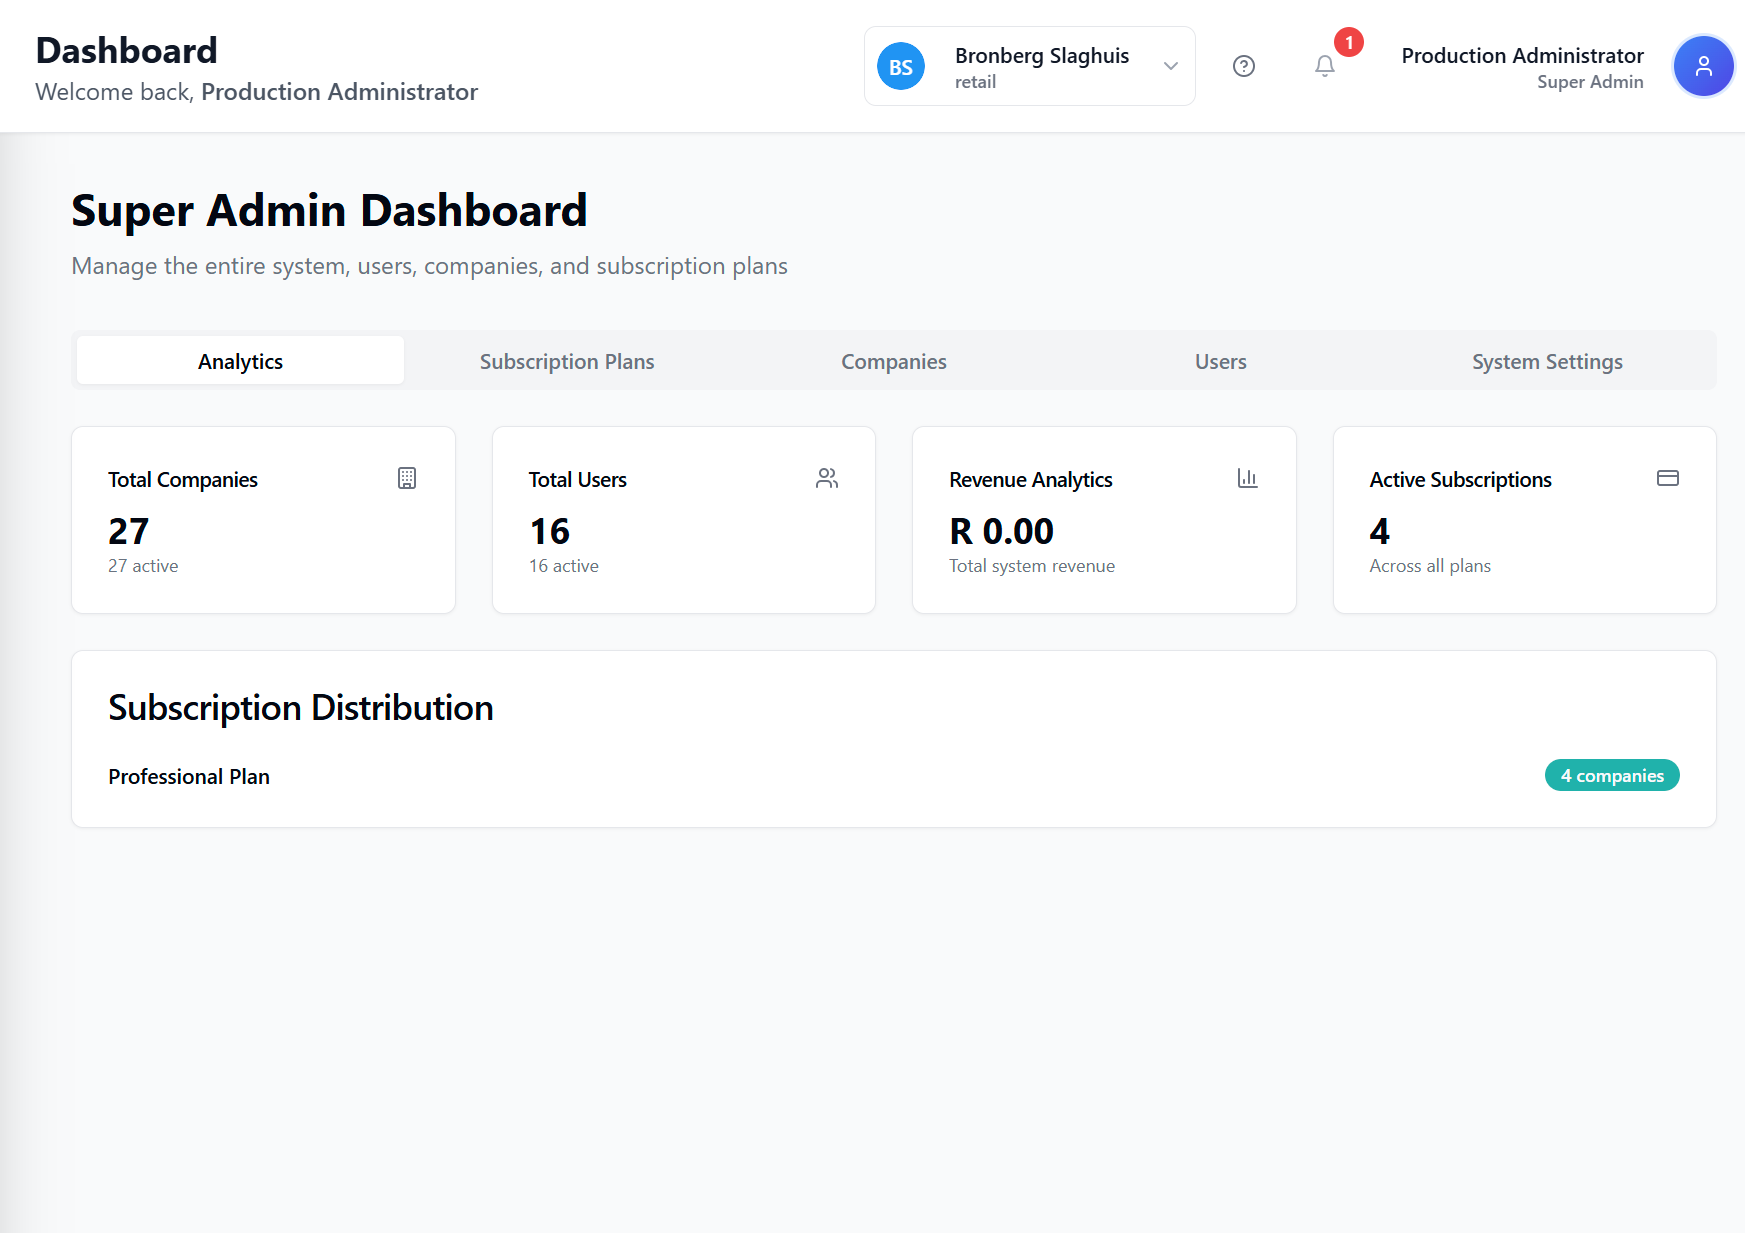 Dashboard
Welcome back, Production Administrator
BS
Bronberg Slaghuis
retail
1
Production Administrator
Super Admin
Super Admin Dashboard
Manage the entire system, users, companies, and subscription plans
Analytics
Subscription Plans
Companies
Users
System Settings
Total Companies
27
27 active
Total Users
16
16 active
Revenue Analytics
R 0.00
Total system revenue
Active Subscriptions
4
Across all plans
Subscription Distribution
Professional Plan
4 companies